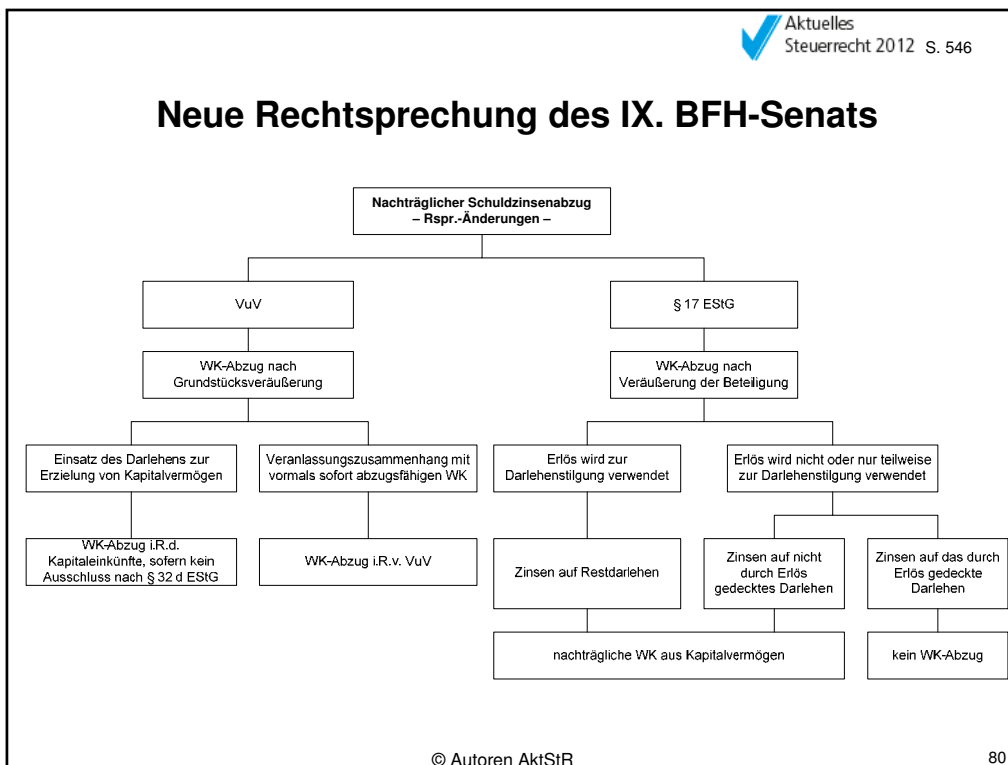 Aktuelles
Steuerrecht 2012 S. 546
Neue Rechtsprechung des IX. BFH-Senats
Nachträglicher Schuldzinsenabzug
– Rspr.-Änderungen –
VuV
§ 17 EStG
WK-Abzug nach
Grundstücksveräußerung
WK-Abzug nach
Veräußerung der Beteiligung
Einsatz des Darlehens zur
Erzielung von Kapitalvermögen
Veranlassungszusammenhang mit
vormals sofort abzugsfähigen WK
Erlös wird zur
Darlehenstilgung verwendet
Erlös wird nicht oder nur teilweise
zur Darlehenstilgung verwendet
WK-Abzug i.R.d.
Kapitaleinkünfte, sofern kein
Ausschluss nach § 32 d EStG
WK-Abzug i.R.v. VuV
Zinsen auf Restdarlehen
Zinsen auf nicht
durch Erlös
gedecktes Darlehen
Zinsen auf das durch
Erlös gedeckte
Darlehen
nachträgliche WK aus Kapitalvermögen
kein WK-Abzug
© Autoren AktStR
80